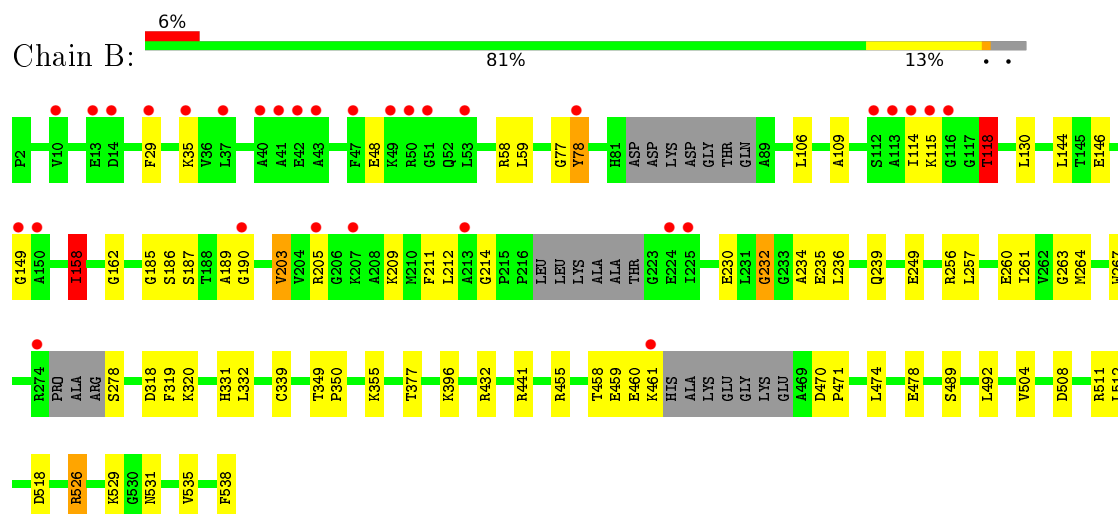 6%
Chain B:
81% 13% • •
P2 V10 E13 D14 F29 K35 V36 L37 A40 A41 E42 A43 F47 E48 K49 R50 G51 Q52 L53 R58 L59 G77 Y78 H81 ASP ASP LYS ASP GLY THR GLN A89 L106 A109 S112 A113 T114 K115 G116 G117 T118 L130 L144 T145 E146
G149 A150 I158 G162 G185 S186 S187 T188 A189 G190 V203 V204 R205 G206 K207 A208 K209 M210 F211 L212 A213 G214 P215 P216 LEU LEU LYS ALA ALA THR G223 E224 I225 E230 L231 G232 G233 A234 E235 L236 Q239 E249 R256 L257 E260 I261 V262 G263 M264 W267
R274 PRO ALA ARG S278 D318 F319 K320 H331 L332 C339 T349 P350 K355 T377 K396 R432 R441 R455 T458 E459 E460 K461 HIS ALA LYS GLU GLY LYS GLU A469 D470 P471 L474 E478 S489 L492 V504 D508 R511 L512
D518 R526 K529 G530 N531 V535 F538